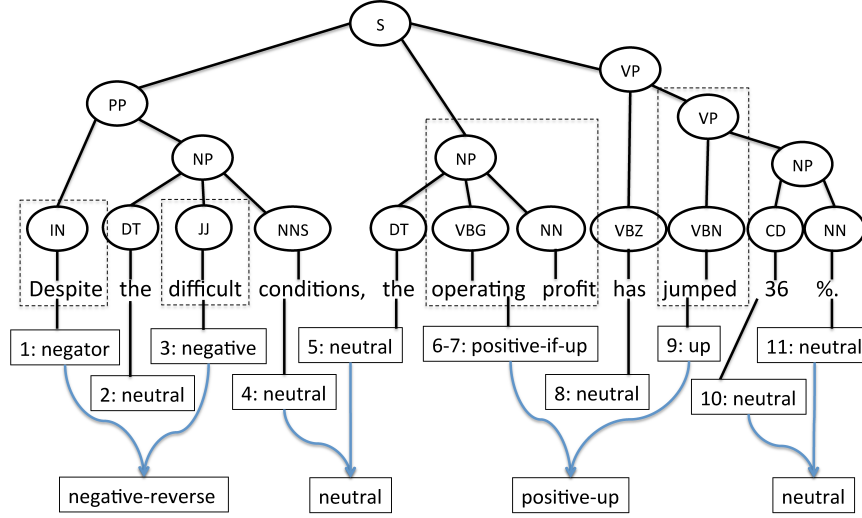 S
VP
PP
VP
NP
NP
NP
IN
DT
JJ
NNS
DT
VBG
NN
VBZ
VBN
CD
NN
Despite the difficult conditions, the operating profit has jumped 36 %.
1: negator
3: negative
5: neutral
6-7: positive-if-up
9: up
11: neutral
2: neutral
4: neutral
8: neutral
10: neutral
negative-reverse
neutral
positive-up
neutral